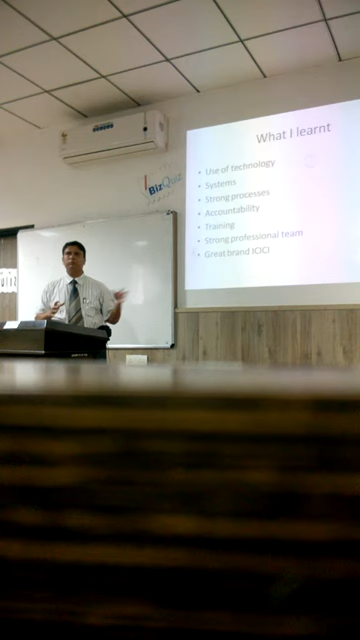 What I learnt
BizQuiz
• Use of technology
• Systems
• Strong processes
• Accountability
• Training
• Strong professional team
• Great brand ICICI